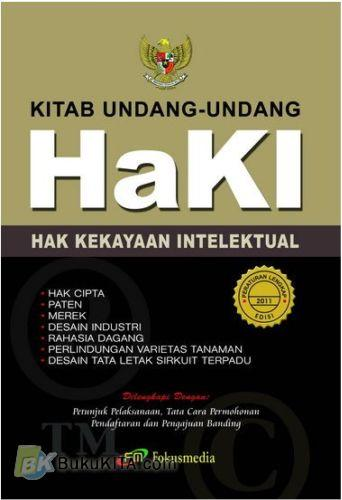 KITAB UNDANG-UNDANG
HaKI
HAK KEKAYAAN INTELEKTUAL
PERATURAN LENGKAP
2011
EDISI
• HAK CIPTA
• PATEN
• MEREK
• DESAIN INDUSTRI
• RAHASIA DAGANG
• PERLINDUNGAN VARIETAS TANAMAN
• DESAIN TATA LETAK SIRKUIT TERPADU
Dilengkapi Dengan:
Petunjuk Pelaksanaan, Tata Cara Permohonan
Pendaftaran dan Pengajuan Banding
TM
fm Fokusmedia
BK BukuKita.com